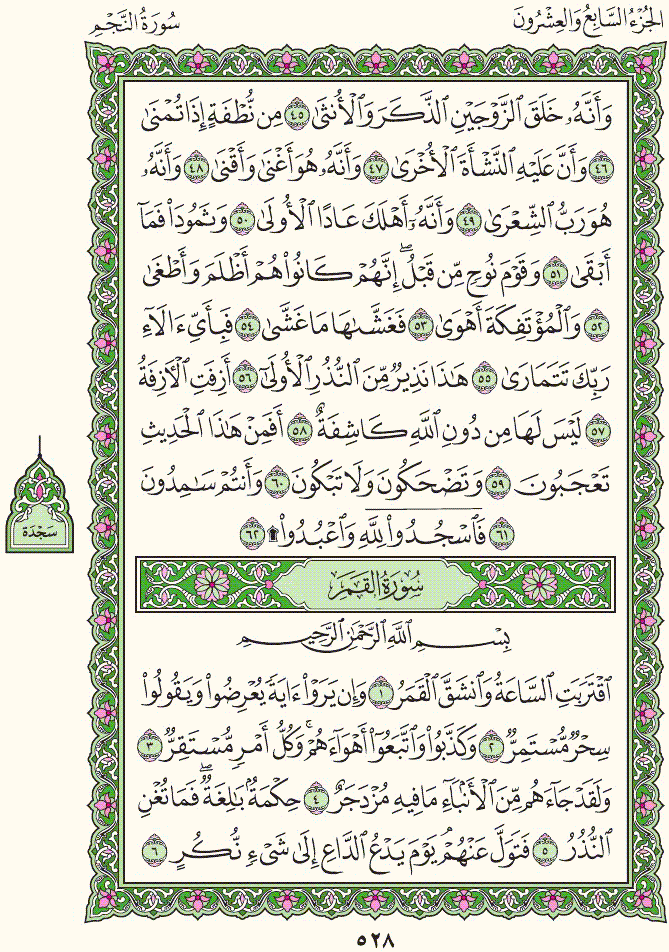 الجُزْءُ السَّابِعُ وَالعِشْرُونَ
سُورَةُ النَّجْمِ
وَأَنَّهُۥ خَلَقَ ٱلزَّوْجَيْنِ ٱلذَّكَرَ وَٱلْأُنثَىٰ ٤٥ مِن نُّطْفَةٍ إِذَا تُمْنَىٰ
٤٦ وَأَنَّ عَلَيْهِ ٱلنَّشْأَةَ ٱلْأُخْرَىٰ ٤٧ وَأَنَّهُۥ هُوَ أَغْنَىٰ وَأَقْنَىٰ ٤٨ وَأَنَّهُۥ
هُوَ رَبُّ ٱلشِّعْرَىٰ ٤٩ وَأَنَّهُۥٓ أَهْلَكَ عَادًا ٱلْأُولَىٰ ٥٠ وَثَمُودَا۟ فَمَآ
أَبْقَىٰ ٥١ وَقَوْمَ نُوحٍ مِّن قَبْلُ ۖ إِنَّهُمْ كَانُوا۟ هُمْ أَظْلَمَ وَأَطْغَىٰ
٥٢ وَٱلْمُؤْتَفِكَةَ أَهْوَىٰ ٥٣ فَغَشَّىٰهَا مَا غَشَّىٰ ٥٤ فَبِأَىِّ ءَالَآءِ
رَبِّكَ تَتَمَارَىٰ ٥٥ هَـٰذَا نَذِيرٌ مِّنَ ٱلنُّذُرِ ٱلْأُولَىٰٓ ٥٦ أَزِفَتِ ٱلْـَٔازِفَةُ
٥٧ لَيْسَ لَهَا مِن دُونِ ٱللَّهِ كَاشِفَةٌ ٥٨ أَفَمِنْ هَـٰذَا ٱلْحَدِيثِ
تَعْجَبُونَ ٥٩ وَتَضْحَكُونَ وَلَا تَبْكُونَ ٦٠ وَأَنتُمْ سَـٰمِدُونَ
٦١ فَٱسْجُدُوا۟ لِلَّهِ وَٱعْبُدُوا۟ ۩ ٦٢
سَجْدَة
سُورَةُ القَمَرِ
بِسْمِ ٱللَّهِ ٱلرَّحْمَـٰنِ ٱلرَّحِيمِ
ٱقْتَرَبَتِ ٱلسَّاعَةُ وَٱنشَقَّ ٱلْقَمَرُ ١ وَإِن يَرَوْا۟ ءَايَةً يُعْرِضُوا۟ وَيَقُولُوا۟
سِحْرٌ مُّسْتَمِرٌّ ٢ وَكَذَّبُوا۟ وَٱتَّبَعُوٓا۟ أَهْوَآءَهُمْ ۚ وَكُلُّ أَمْرٍ مُّسْتَقِرٌّ ٣
وَلَقَدْ جَآءَهُم مِّنَ ٱلْأَنۢبَآءِ مَا فِيهِ مُزْدَجَرٌ ٤ حِكْمَةٌۢ بَـٰلِغَةٌ ۖ فَمَا تُغْنِ
ٱلنُّذُرُ ٥ فَتَوَلَّ عَنْهُمْ ۘ يَوْمَ يَدْعُ ٱلدَّاعِ إِلَىٰ شَىْءٍ نُّكُرٍ ٦
٥٢٨